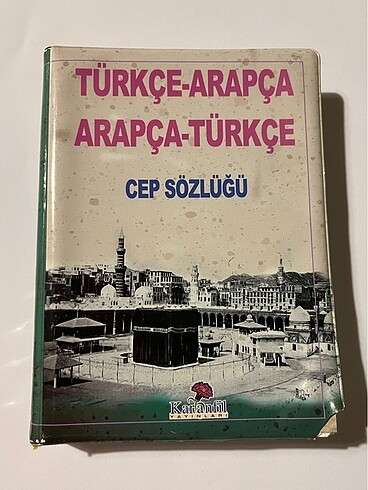 TÜRKÇE-ARAPÇA
ARAPÇA-TÜRKÇE
CEP SÖZLÜĞÜ
Karanfil
YAYINLARI